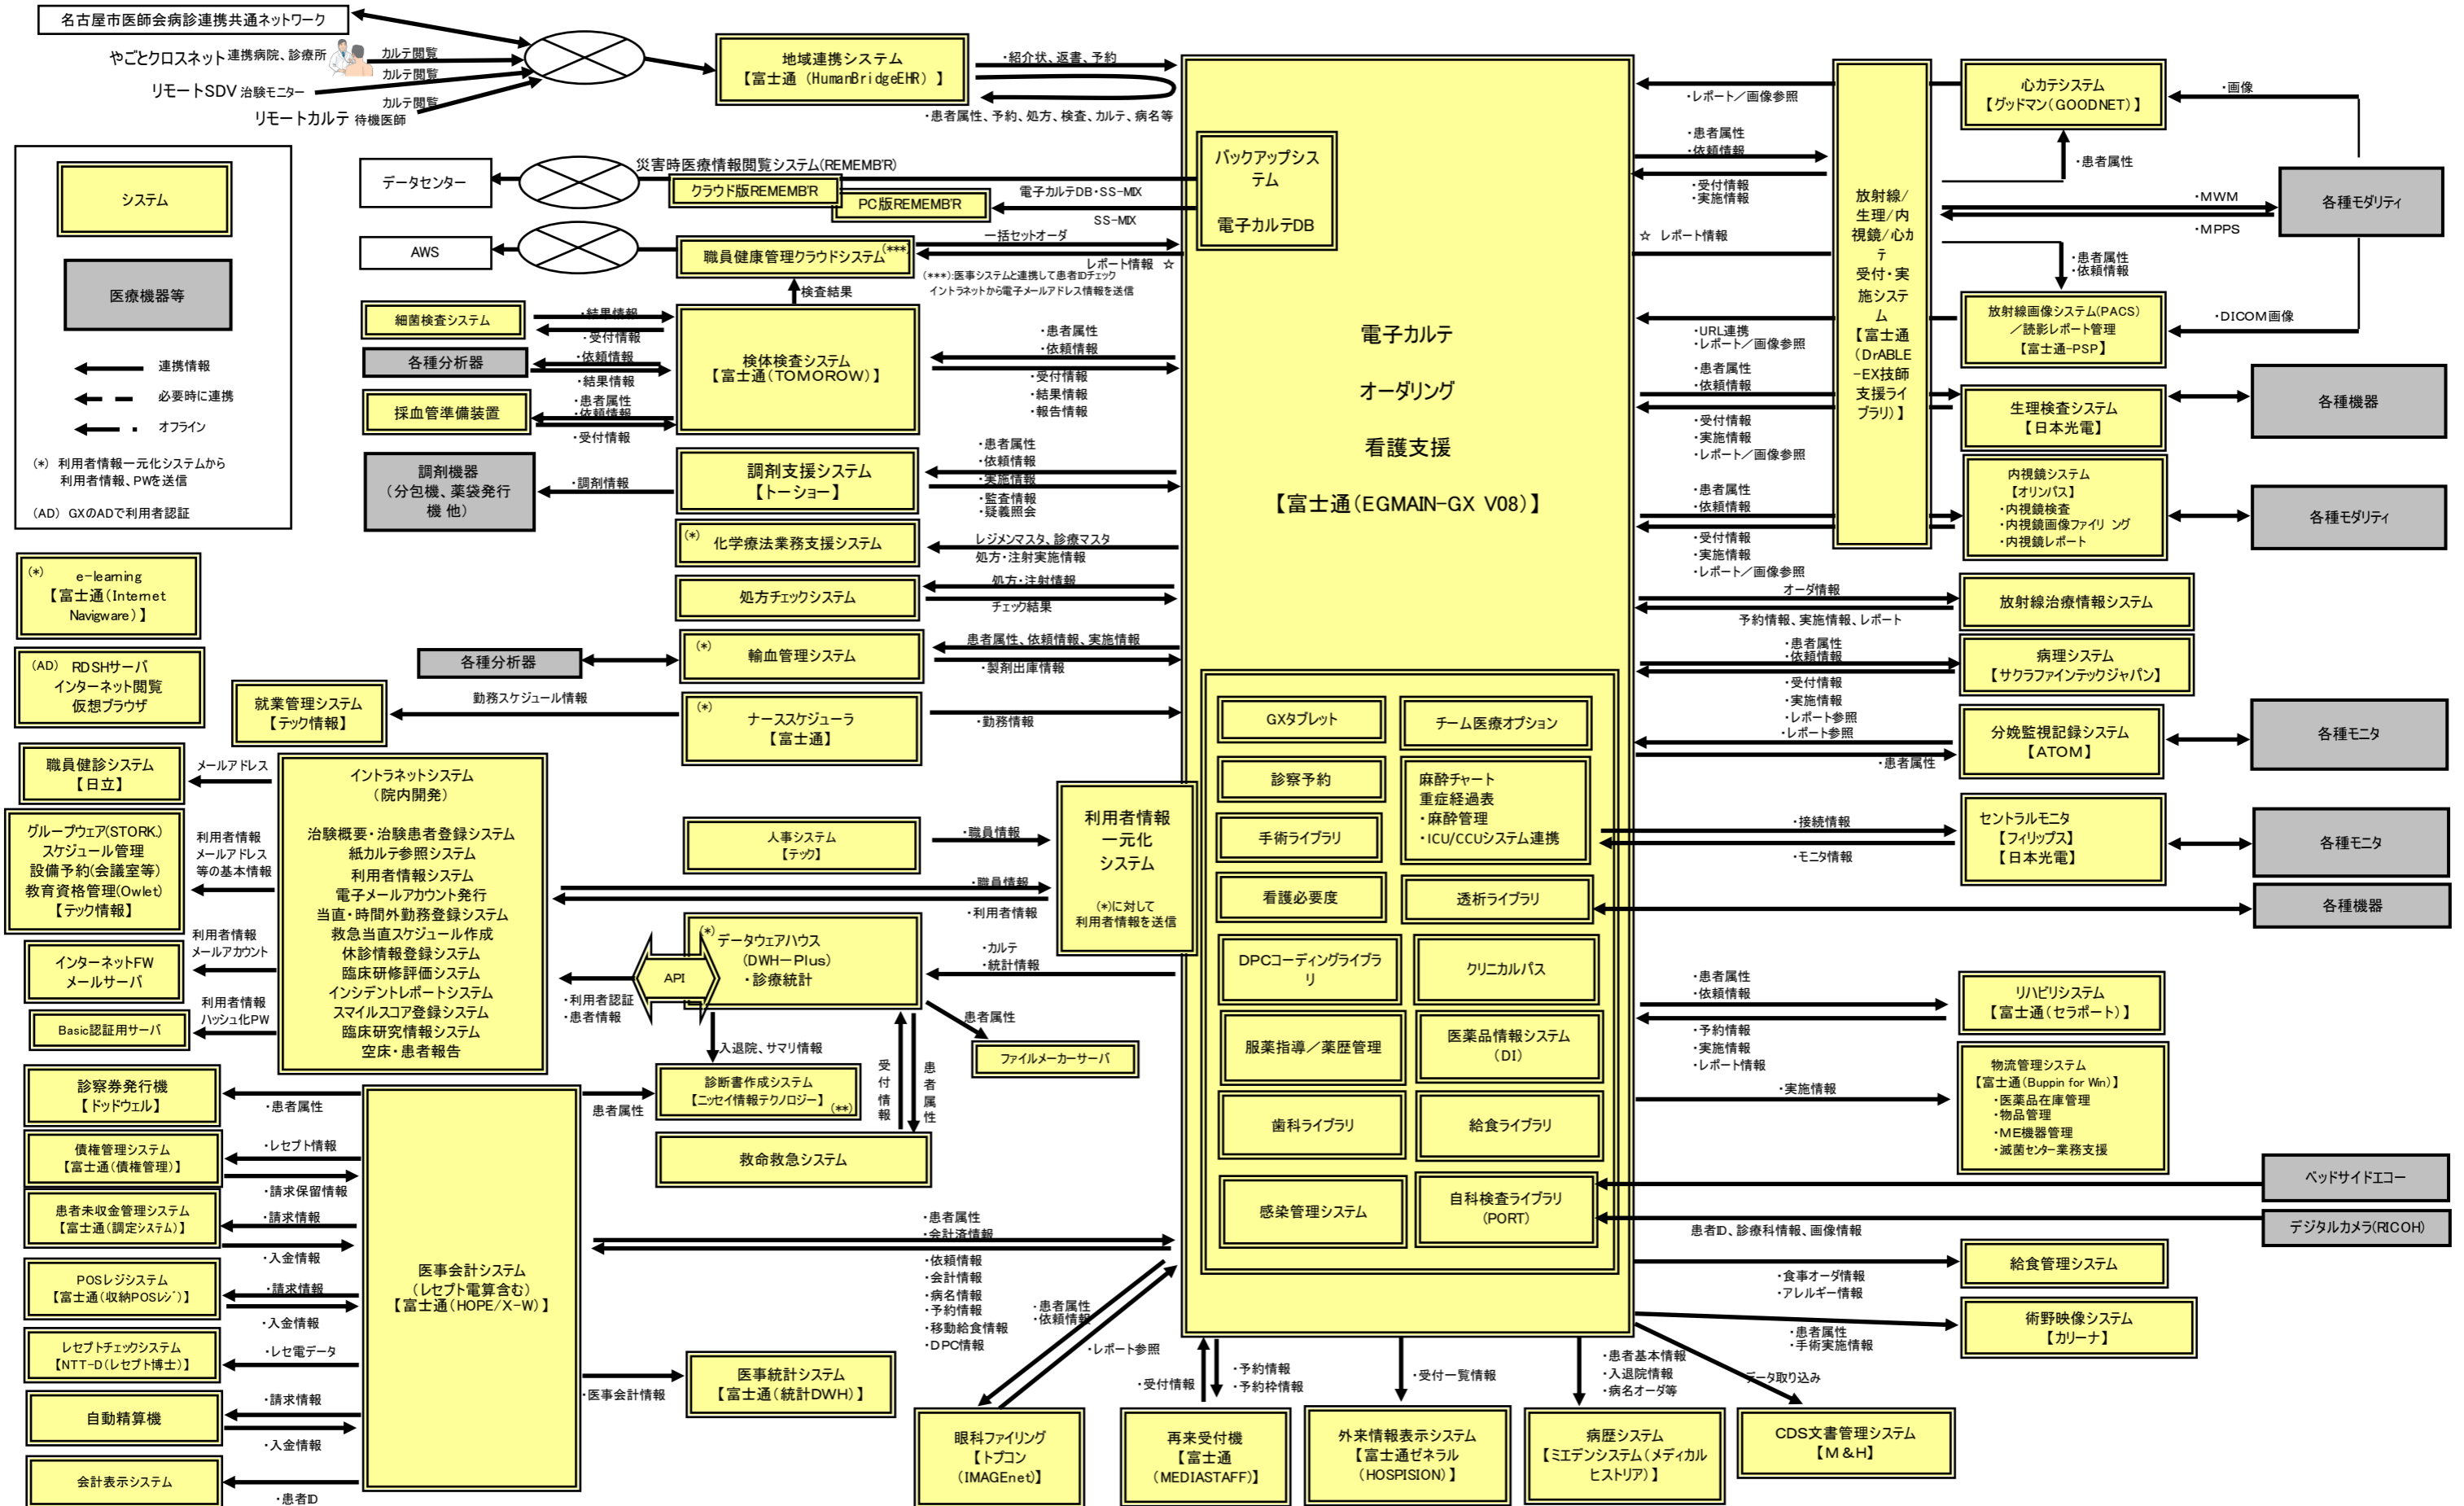 名古屋市医師会病診連携共通ネットワーク
やごとクロスネット 連携病院、診療所
カルテ閲覧
カルテ閲覧
リモートSDV 治験モニター
カルテ閲覧
リモートカルテ 待機医師
地域連携システム
【富士通（HumanBridgeEHR）】
・紹介状、返書、予約
・患者属性、予約、処方、検査、カルテ、病名等
システム
医療機器等
連携情報
必要時に連携
オフライン
(*) 利用者情報一元化システムから
利用者情報、PWを送信
(AD) GXのADで利用者認証
データセンター
災害時医療情報閲覧システム(REMEMB'R)
クラウド版REMEMB'R
PC版REMEMB'R
電子カルテDB・SS-MIX
SS-MIX
バックアップシス
テム
電子カルテDB
AWS
職員健康管理クラウドシステム(***)
一括セットオーダ
レポート情報 ☆
(***):医事システムと連携して患者IDチェック
イントラネットから電子メールアドレス情報を送信
検査結果
細菌検査システム
・結果情報
・受付情報
各種分析器
・依頼情報
・結果情報
採血管準備装置
・患者属性
・依頼情報
・受付情報
検体検査システム
【富士通（TOMOROW）】
・患者属性
・依頼情報
・受付情報
・結果情報
・報告情報
調剤機器
（分包機、薬袋発行
機 他）
・調剤情報
調剤支援システム
【トーショー】
・患者属性
・依頼情報
・実施情報
・監査情報
・疑義照会
(*) 化学療法業務支援システム
レジメンマスタ、診療マスタ
処方・注射実施情報
処方チェックシステム
処方・注射情報
チェック結果
各種分析器
(*) 輸血管理システム
患者属性、依頼情報、実施情報
・製剤出庫情報
就業管理システム
【テック情報】
勤務スケジュール情報
(*) ナーススケジューラ
【富士通】
・勤務情報
(*) e-learning
【富士通（Internet
Navigware）】
(AD) RDSHサーバ
インターネット閲覧
仮想ブラウザ
職員健診システム
【日立】
メールアドレス
グループウェア(STORK.)
スケジュール管理
設備予約(会議室等)
教育資格管理(Owlet)
【テック情報】
利用者情報
メールアドレス
等の基本情報
インターネットFW
メールサーバ
利用者情報
メールアカウント
Basic認証用サーバ
利用者情報
ハッシュ化PW
イントラネットシステム
（院内開発）
治験概要・治験患者登録システム
紙カルテ参照システム
利用者情報システム
電子メールアカウント発行
当直・時間外勤務登録システム
救急当直スケジュール作成
休診情報登録システム
臨床研修評価システム
インシデントレポートシステム
スマイルスコア登録システム
臨床研究情報システム
空床・患者報告
人事システム
【テック】
・職員情報
・職員情報
・利用者情報
利用者情報
一元化
システム
(*)に対して
利用者情報を送信
API
・利用者認証
・患者情報
(*)
データウェアハウス
(DWH－Plus)
・診療統計
・カルテ
・統計情報
患者属性
ファイルメーカーサーバ
入退院、サマリ情報
受付情報
患者属性
診断書作成システム
【ニッセイ情報テクノロジー】
(**)
患者属性
救命救急システム
診察券発行機
【ドッドウェル】
・患者属性
債権管理システム
【富士通（債権管理）】
・レセプト情報
・請求保留情報
患者未収金管理システム
【富士通（調定システム）】
・請求情報
・入金情報
POSレジシステム
【富士通（収納POSレジ）】
・請求情報
・入金情報
レセプトチェックシステム
【NTT-D（レセプト博士）】
・レセ電データ
自動精算機
・請求情報
・入金情報
会計表示システム
・患者ID
医事会計システム
（レセプト電算含む）
【富士通（HOPE/X-W）】
・患者属性
・会計済情報
・依頼情報
・会計情報
・病名情報
・予約情報
・移動給食情報
・DPC情報
・医事会計情報
医事統計システム
【富士通（統計DWH）】
・患者属性
・依頼情報
・レポート参照
眼科ファイリング
【トプコン
（IMAGEnet）】
・受付情報
・予約情報
・予約枠情報
再来受付機
【富士通
（MEDIASTAFF）】
・受付一覧情報
外来情報表示システム
【富士通ゼネラル
（HOSPISION）】
・患者基本情報
・入退院情報
・病名オーダ等
病歴システム
【ミエデンシステム（メディカル
ヒストリア）】
データ取り込み
CDS文書管理システム
【M＆H】
電子カルテ
オーダリング
看護支援
【富士通（EGMAIN-GX V08）】
GXタブレット
チーム医療オプション
診察予約
麻酔チャート
重症経過表
・麻酔管理
・ICU/CCUシステム連携
手術ライブラリ
看護必要度
透析ライブラリ
DPCコーディングライブラ
リ
クリニカルパス
服薬指導／薬歴管理
医薬品情報システム
(DI)
歯科ライブラリ
給食ライブラリ
感染管理システム
自科検査ライブラリ
(PORT)
・レポート／画像参照
・患者属性
・依頼情報
・受付情報
・実施情報
☆ レポート情報
・URL連携
・レポート／画像参照
・患者属性
・依頼情報
・受付情報
・実施情報
・レポート／画像参照
・患者属性
・依頼情報
・受付情報
・実施情報
・レポート／画像参照
放射線/
生理/内
視鏡/心カ
テ
受付・実
施システ
ム
【富士通
（DrABLE
-EX技師
支援ライ
ブラリ）】
心カテシステム
【グッドマン（GOODNET）】
・画像
・患者属性
・MWM
・MPPS
各種モダリティ
・患者属性
・依頼情報
放射線画像システム(PACS)
／読影レポート管理
【富士通-PSP】
・DICOM画像
生理検査システム
【日本光電】
各種機器
内視鏡システム
【オリンパス】
・内視鏡検査
・内視鏡画像ファイリング
・内視鏡レポート
各種モダリティ
オーダ情報
予約情報、実施情報、レポート
放射線治療情報システム
・患者属性
・依頼情報
・受付情報
・実施情報
・レポート参照
病理システム
【サクラファインテックジャパン】
・レポート参照
・患者属性
分娩監視記録システム
【ATOM】
各種モニタ
・接続情報
・モニタ情報
セントラルモニタ
【フィリップス】
【日本光電】
各種モニタ
各種機器
・患者属性
・依頼情報
・予約情報
・実施情報
・レポート情報
リハビリシステム
【富士通（セラポート）】
・実施情報
物流管理システム
【富士通（Buppin for Win）】
・医薬品在庫管理
・物品管理
・ME機器管理
・滅菌センター業務支援
ベッドサイドエコー
患者ID、診療科情報、画像情報
デジタルカメラ(RICOH)
・食事オーダ情報
・アレルギー情報
給食管理システム
・患者属性
・手術実施情報
術野映像システム
【カリーナ】